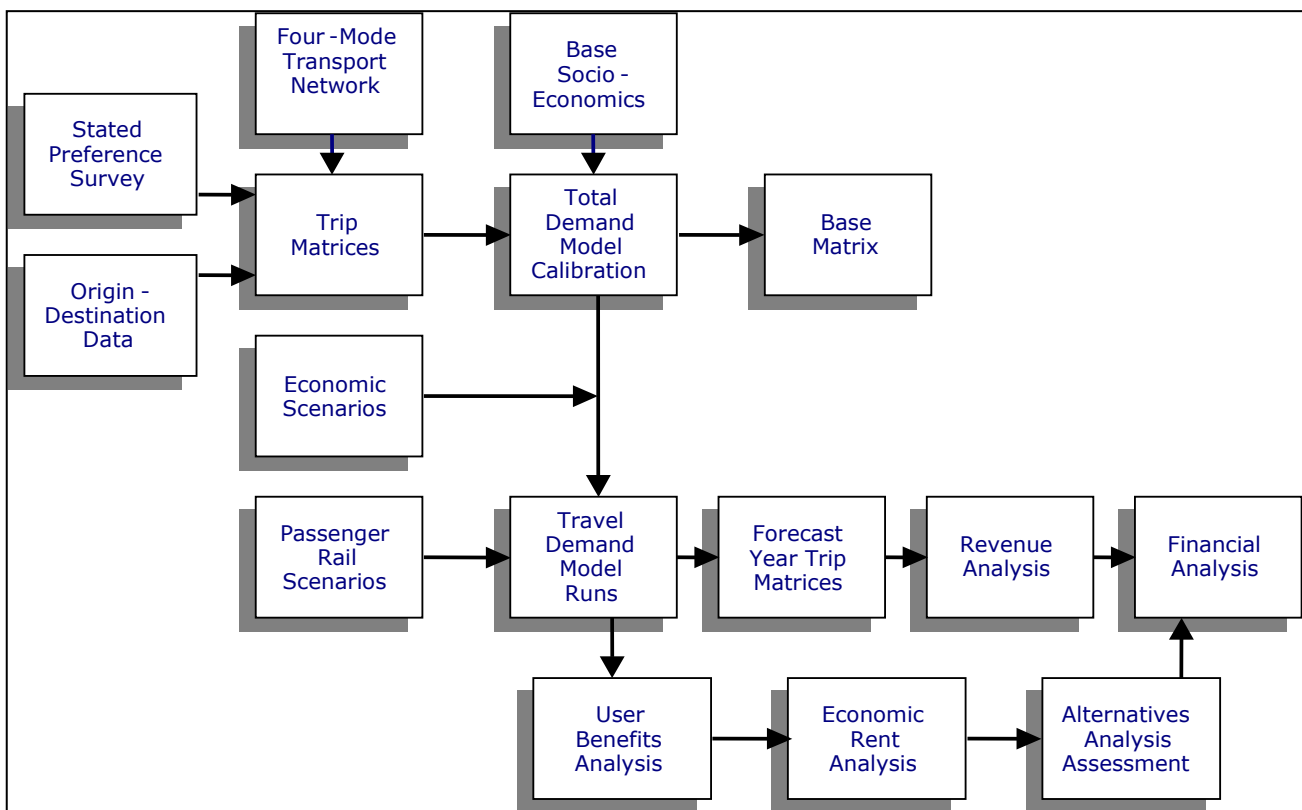 Four -Mode
Transport
Network
Base
Socio -
Economics
Stated
Preference
Survey
Trip
Matrices
Total
Demand
Model
Calibration
Base
Matrix
Origin -
Destination
Data
Economic
Scenarios
Passenger
Rail
Scenarios
Travel
Demand
Model
Runs
Forecast
Year Trip
Matrices
Revenue
Analysis
Financial
Analysis
User
Benefits
Analysis
Economic
Rent
Analysis
Alternatives
Analysis
Assessment